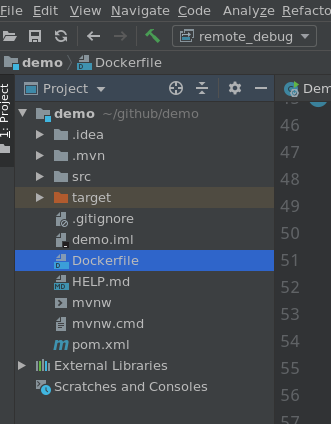 File Edit View Navigate Code Analyze Refacto
remote_debug
demo Dockerfile
1: Project
Project
Dem
demo ~/github/demo
.idea
.mvn
src
target
.gitignore
demo.iml
Dockerfile
HELP.md
mvnw
mvnw.cmd
pom.xml
External Libraries
Scratches and Consoles
45
46
47
48
49
50
51
52
53
54
55
56
57